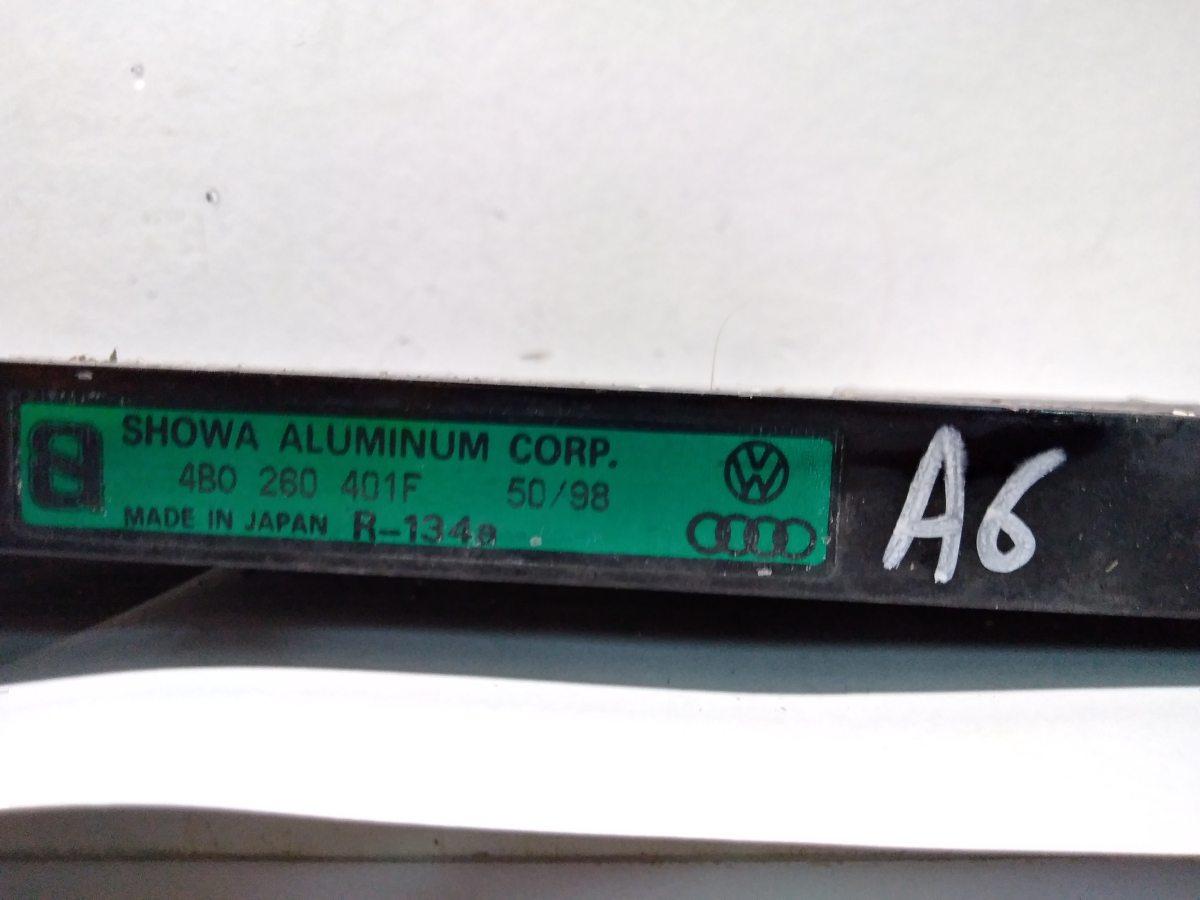 SHOWA ALUMINUM CORP.
4B0 260 401F 50/98
MADE IN JAPAN R-134a
A6